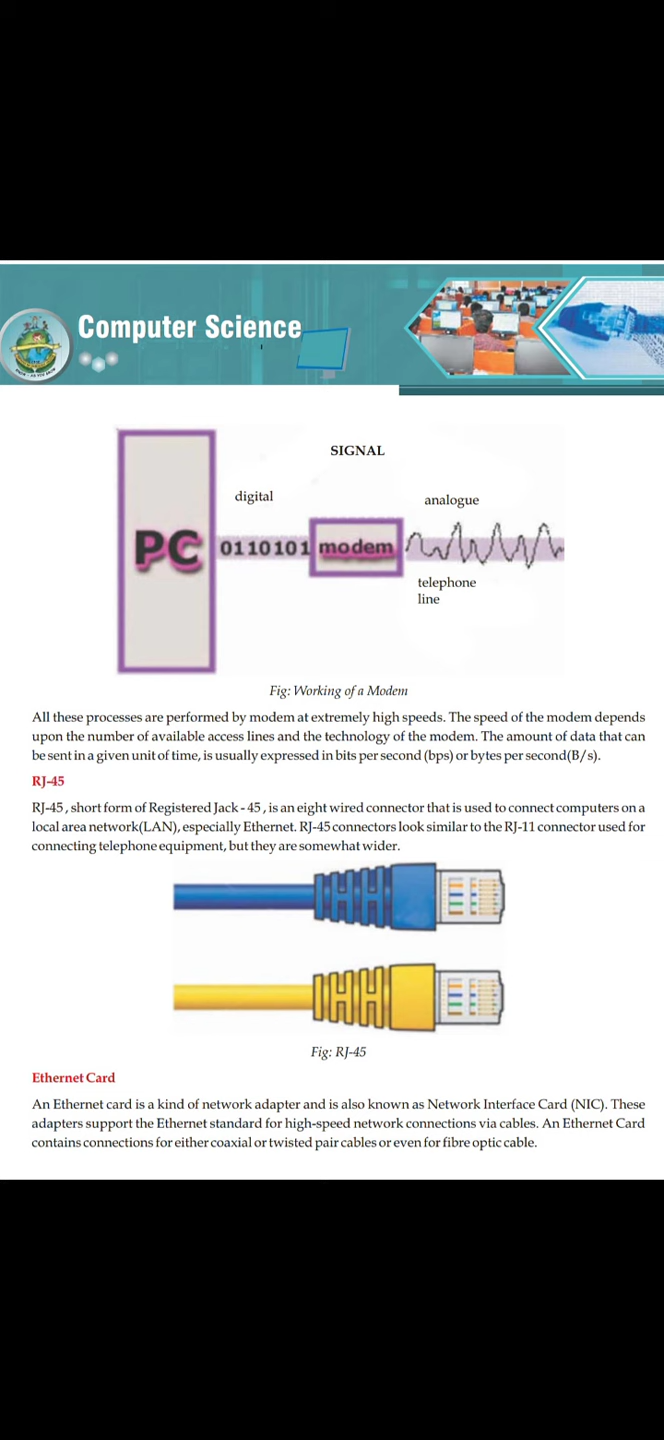 Computer Science
SIGNAL
digital
analogue
PC
0110101
modem
telephone
line
Fig: Working of a Modem
All these processes are performed by modem at extremely high speeds. The speed of the modem depends
upon the number of available access lines and the technology of the modem. The amount of data that can
be sent in a given unit of time, is usually expressed in bits per second (bps) or bytes per second(B/s).
RJ-45
RJ-45 , short form of Registered Jack - 45 , is an eight wired connector that is used to connect computers on a
local area network(LAN), especially Ethernet. RJ-45 connectors look similar to the RJ-11 connector used for
connecting telephone equipment, but they are somewhat wider.
Fig: RJ-45
Ethernet Card
An Ethernet card is a kind of network adapter and is also known as Network Interface Card (NIC). These
adapters support the Ethernet standard for high-speed network connections via cables. An Ethernet Card
contains connections for either coaxial or twisted pair cables or even for fibre optic cable.